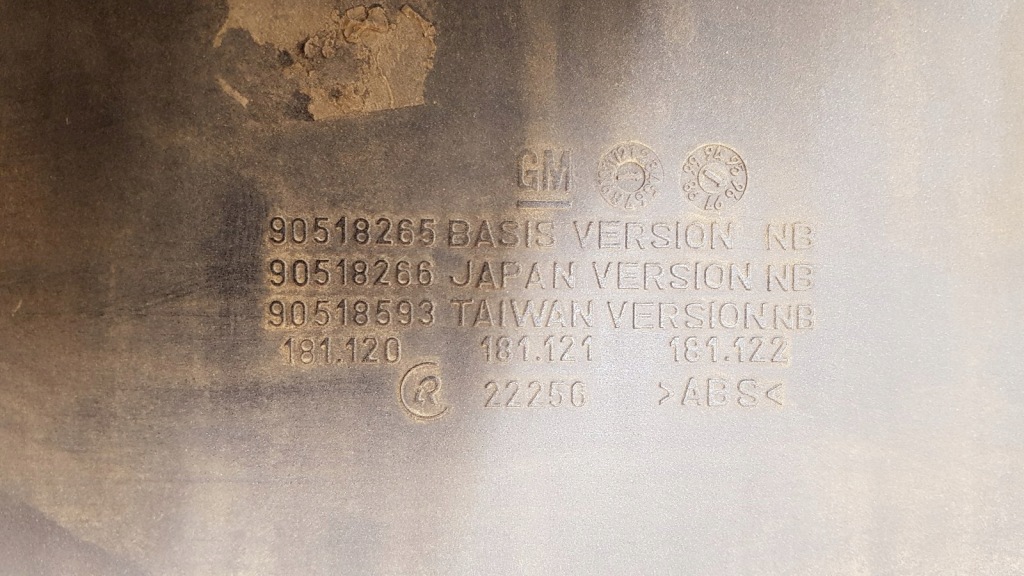 GM
90518265 BASIS VERSION NB
90518266 JAPAN VERSION NB
90518593 TAIWAN VERSION NB
181.120 181.121 181.122
R 22256 >ABS<